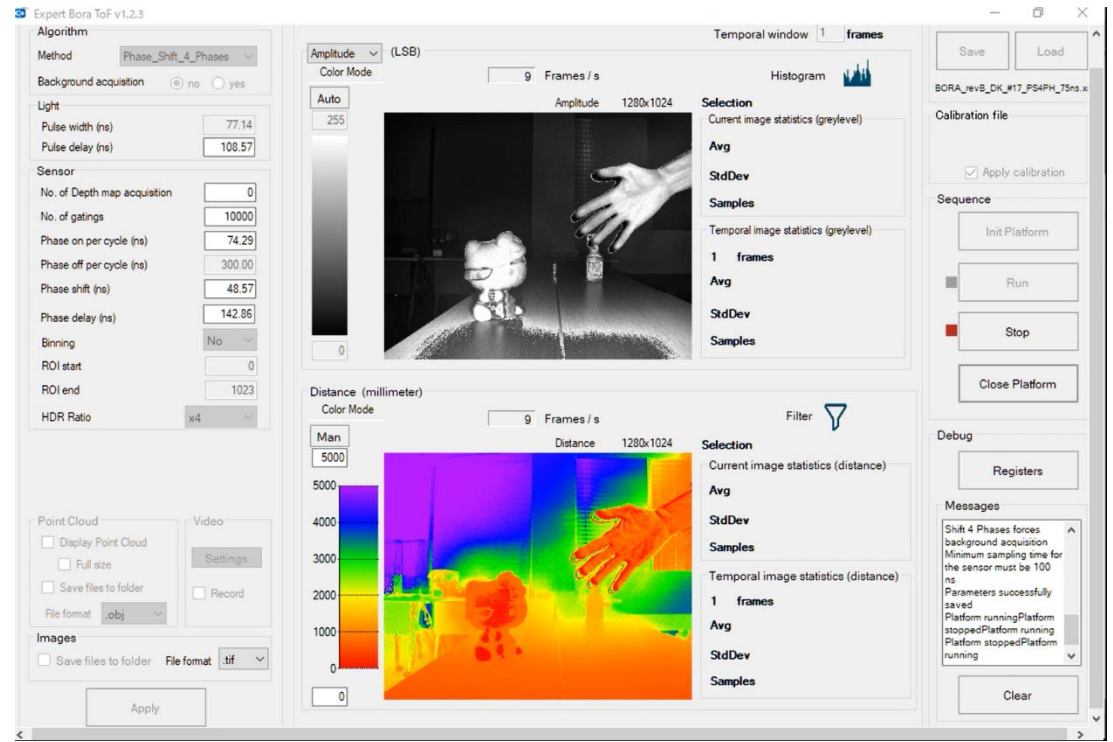 Expert Bora ToF v1.2.3
Algorithm
Method Phase_Shift_4_Phases
Background acquisition no yes
Light
Pulse width (ns) 77.14
Pulse delay (ns) 108.57
Sensor
No. of Depth map acquisition 0
No. of gatings 10000
Phase on per cycle (ns) 74.29
Phase off per cycle (ns) 300.00
Phase shift (ns) 48.57
Phase delay (ns) 142.86
Binning No
ROI start 0
ROI end 1023
HDR Ratio x4
Point Cloud
Display Point Cloud
Full size
Save files to folder
File format .obj
Video
Settings
Record
Images
Save files to folder File format .tif
Apply
Temporal window 1 frames
Amplitude (LSB)
Color Mode
9 Frames / s
Histogram
Auto
Amplitude 1280x1024
255
0
Selection
Current image statistics (greylevel)
Avg
StdDev
Samples
Temporal image statistics (greylevel)
1 frames
Avg
StdDev
Samples
Distance (millimeter)
Color Mode
9 Frames / s
Filter
Man
Distance 1280x1024
5000
5000
4000
3000
2000
1000
0
0
Selection
Current image statistics (distance)
Avg
StdDev
Samples
Temporal image statistics (distance)
1 frames
Avg
StdDev
Samples
Save Load
BORA_revB_DK_#17_PS4PH_75ns.x
Calibration file
Apply calibration
Sequence
Init Platform
Run
Stop
Close Platform
Debug
Registers
Messages
Shift 4 Phases forces
background acquisition
Minimum sampling time for
the sensor must be 100
ns
Parameters successfully
saved
Platform runningPlatform
stoppedPlatform running
Platform stoppedPlatform
running
Clear